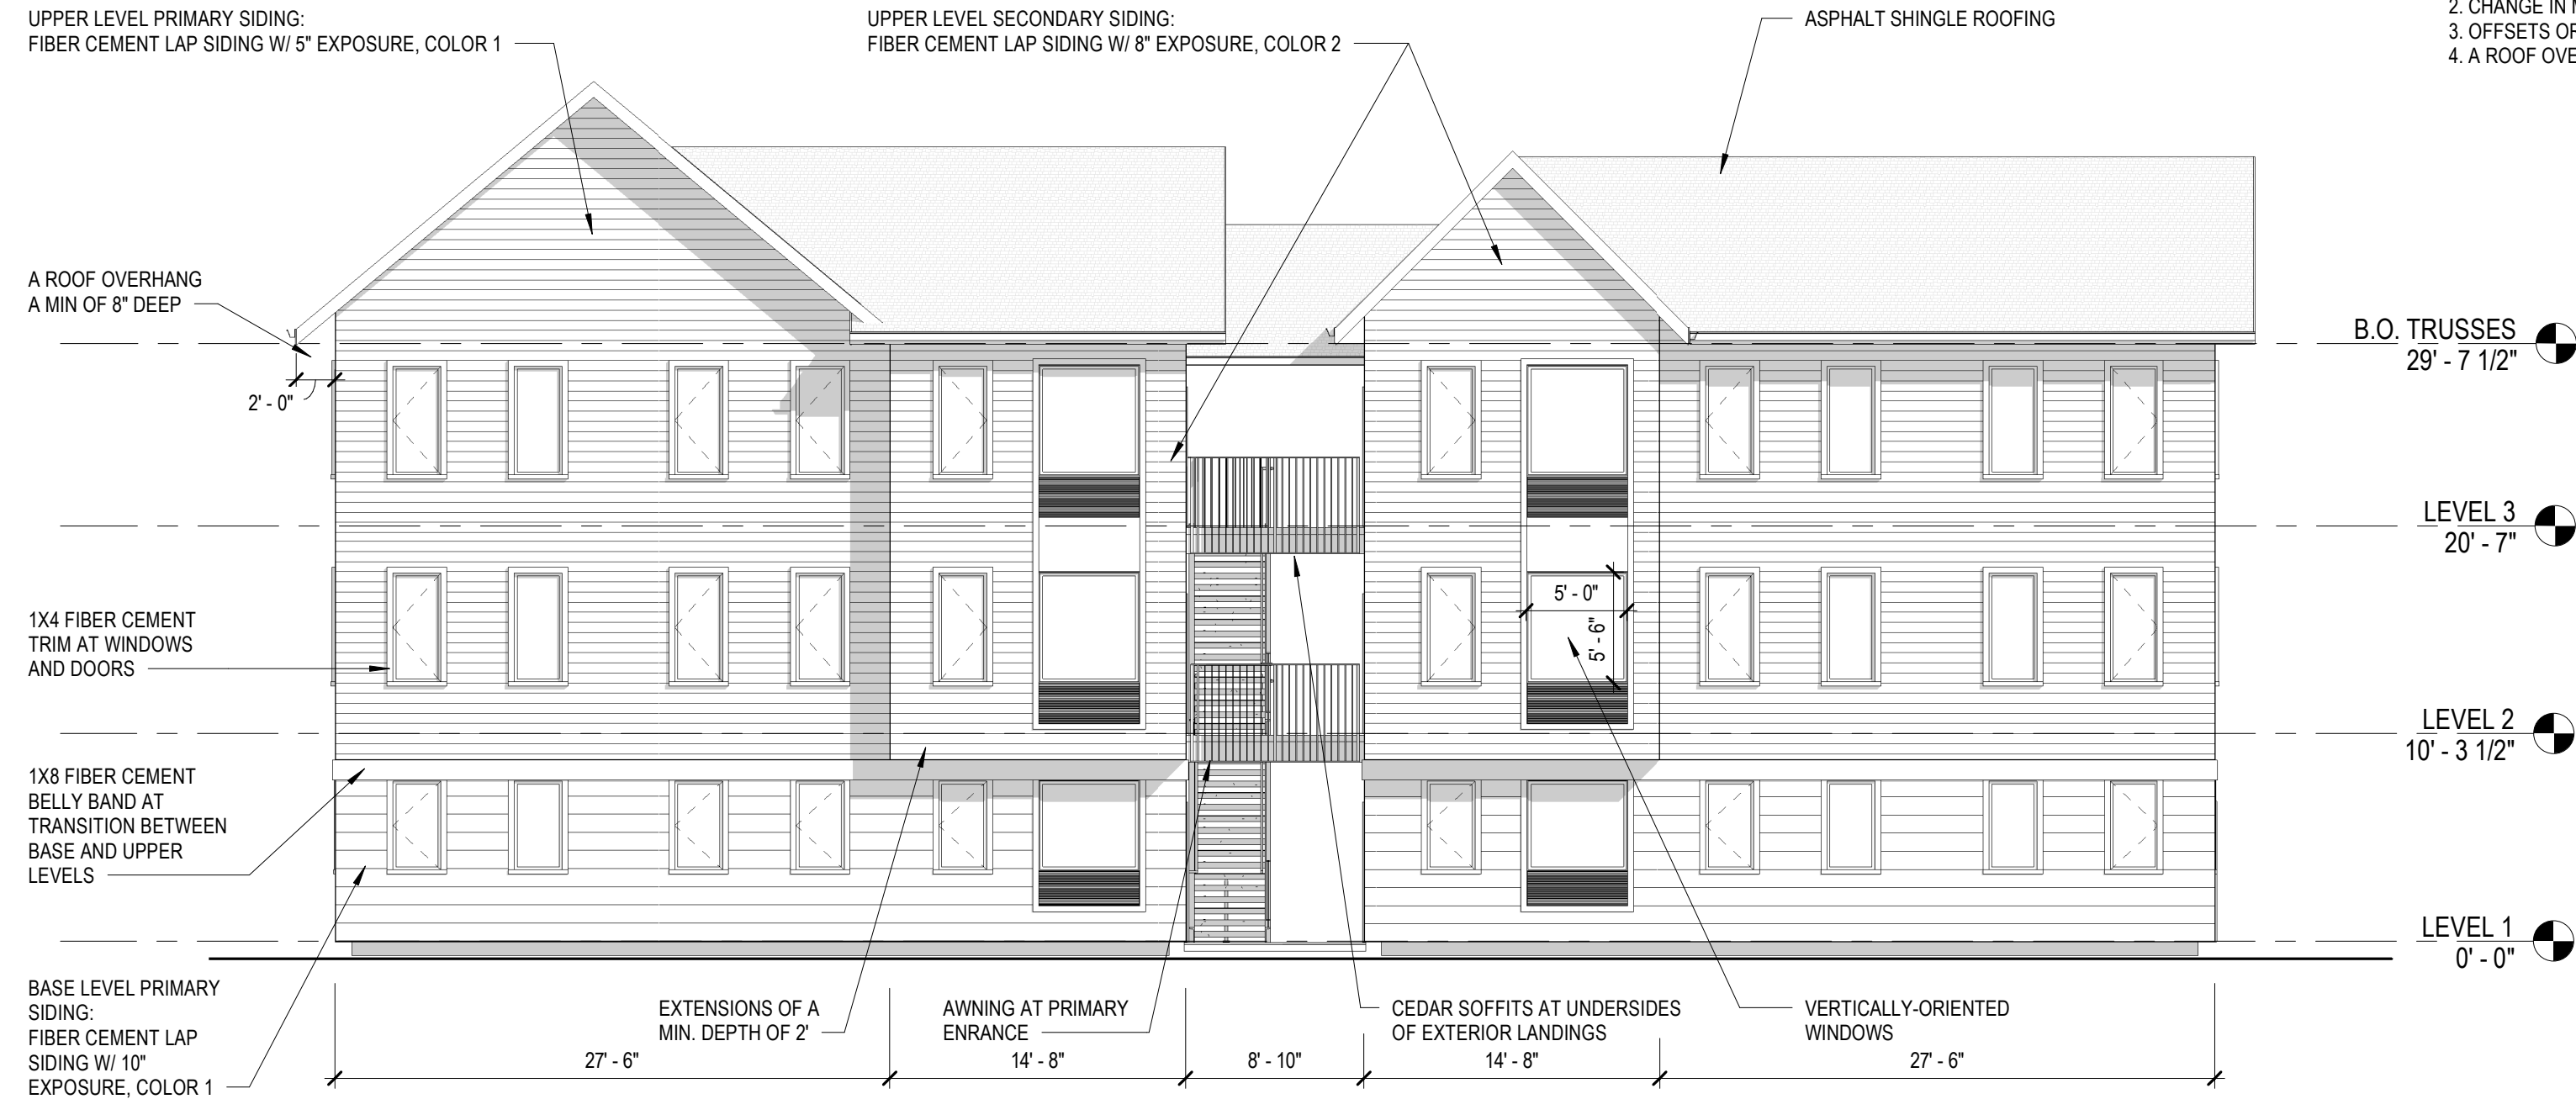 UPPER LEVEL PRIMARY SIDING:
FIBER CEMENT LAP SIDING W/ 5" EXPOSURE, COLOR 1
UPPER LEVEL SECONDARY SIDING:
FIBER CEMENT LAP SIDING W/ 8" EXPOSURE, COLOR 2
ASPHALT SHINGLE ROOFING
2. CHANGE IN
3. OFFSETS OR
4. A ROOF OVE
A ROOF OVERHANG
A MIN OF 8" DEEP
2' - 0"
B.O. TRUSSES
29' - 7 1/2"
LEVEL 3
20' - 7"
1X4 FIBER CEMENT
TRIM AT WINDOWS
AND DOORS
5' - 0"
5' - 6"
LEVEL 2
10' - 3 1/2"
1X8 FIBER CEMENT
BELLY BAND AT
TRANSITION BETWEEN
BASE AND UPPER
LEVELS
LEVEL 1
0' - 0"
BASE LEVEL PRIMARY
SIDING:
FIBER CEMENT LAP
SIDING W/ 10"
EXPOSURE, COLOR 1
EXTENSIONS OF A
MIN. DEPTH OF 2'
AWNING AT PRIMARY
ENRANCE
CEDAR SOFFITS AT UNDERSIDES
OF EXTERIOR LANDINGS
VERTICALLY-ORIENTED
WINDOWS
27' - 6"
14' - 8"
8' - 10"
14' - 8"
27' - 6"